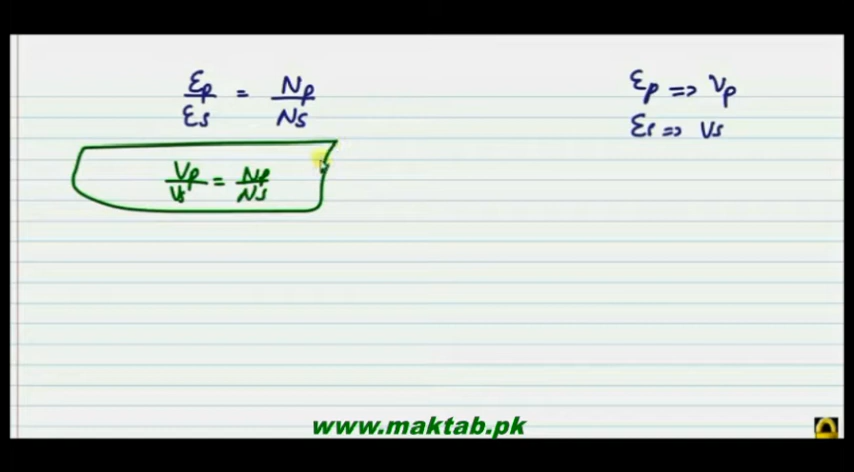 εp/εs = Np/Ns
Vp/Vs = Np/Ns
εp => Vp
εs => Vs
www.maktab.pk